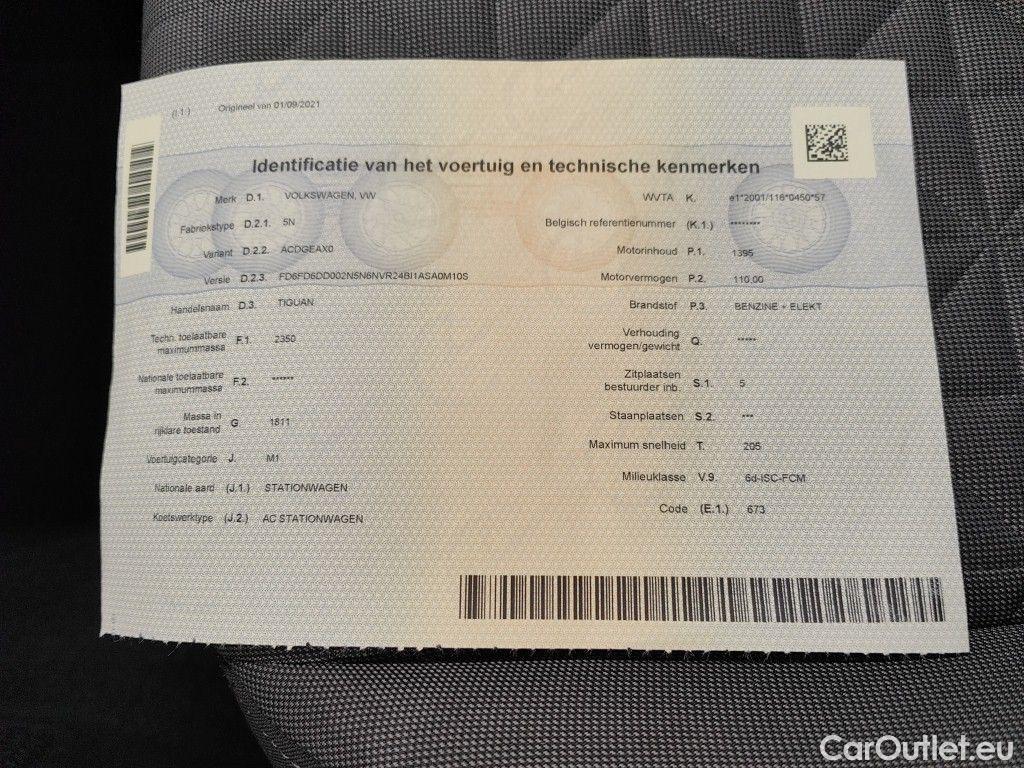 (I.1.) Origineel van 01/09/2021
Identificatie van het voertuig en technische kenmerken
Merk D.1. VOLKSWAGEN, VW
Fabriekstype D.2.1. 5N
Variant D.2.2. ACDGEAX0
Versie D.2.3. FD6FD6DD002N5N6NVR24BI1ASA0M10S
Handelsnaam D.3. TIGUAN
Techn. toelaatbare
maximummassa F.1. 2350
Nationale toelaatbare
maximummassa F.2. ******
Massa in
rijklare toestand G 1811
Voertuigcategorie J. M1
Nationale aard (J.1.) STATIONWAGEN
Koetswerktype (J.2.) AC STATIONWAGEN
WVTA K. e1*2001/116*0450*57
Belgisch referentienummer (K.1.) ********
Motorinhoud P.1. 1395
Motorvermogen P.2. 110,00
Brandstof P.3. BENZINE + ELEKT
Verhouding
vermogen/gewicht Q. *****
Zitplaatsen
bestuurder inb. S.1. 5
Staanplaatsen S.2. ***
Maximum snelheid T. 205
Milieuklasse V.9. 6d-ISC-FCM
Code (E.1.) 673
CarOutlet.eu